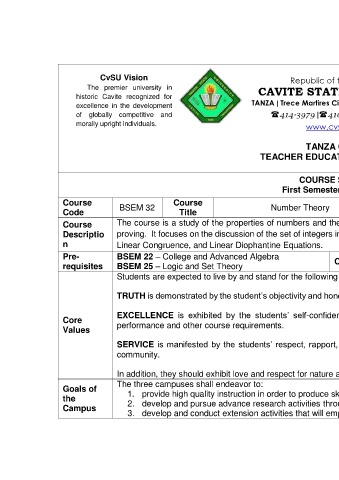 CvSU Vision
The premier university in
historic Cavite recognized for
excellence in the development
of globally competitive and
morally upright individuals.
Republic of t
CAVITE STAT
TANZA | Trece Martires Ci
☎414-3979 |☎41
www.cvs
TANZA
TEACHER EDUCAT
COURSE S
First Semester
Course Code
BSEM 32
Course Title
Number Theory
Course Descriptio n
The course is a study of the properties of numbers and the
proving. It focuses on the discussion of the set of integers in
Linear Congruence, and Linear Diophantine Equations.
Pre-requisites
BSEM 22 – College and Advanced Algebra
BSEM 25 – Logic and Set Theory
C
Core Values
Students are expected to live by and stand for the following
TRUTH is demonstrated by the student's objectivity and hon
EXCELLENCE is exhibited by the students' self-confiden
performance and other course requirements.
SERVICE is manifested by the students' respect, rapport,
community.
In addition, they should exhibit love and respect for nature a
Goals of the Campus
The three campuses shall endeavor to:
1. provide high quality instruction in order to produce sk
2. develop and pursue advance research activities thro
3. develop and conduct extension activities that will emp